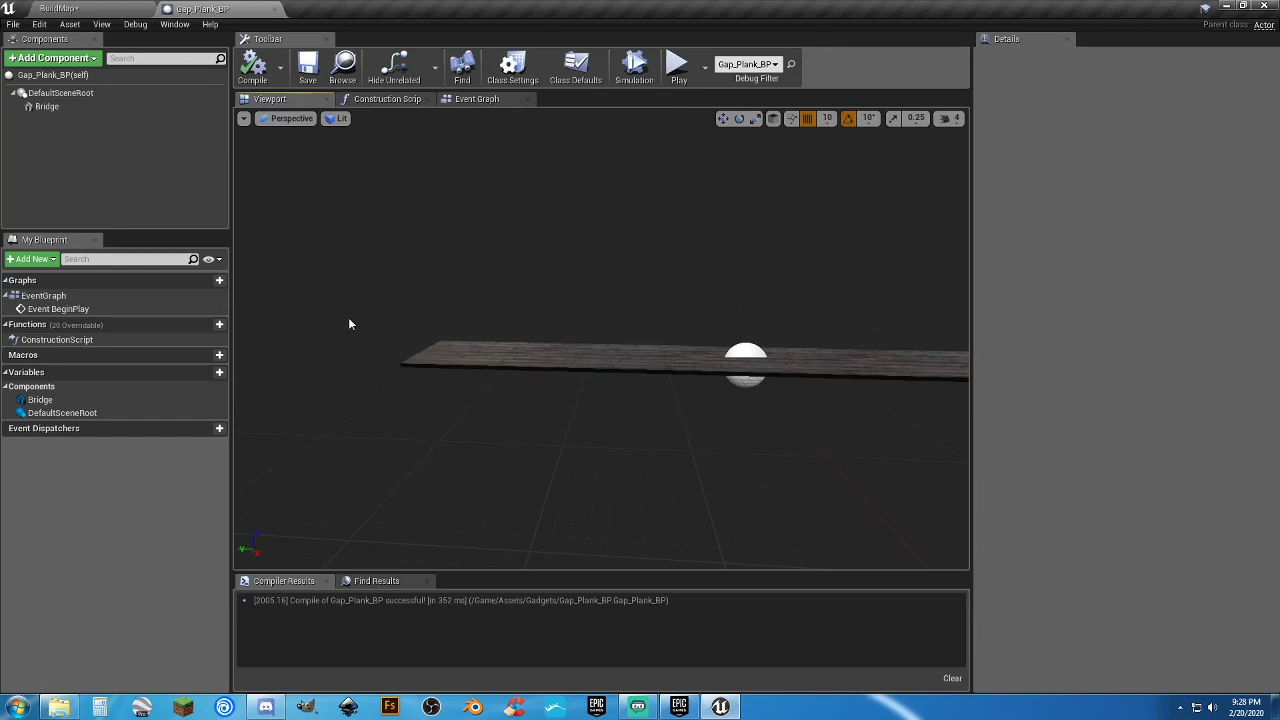 BuildMap*
Gap_Plank_BP
File Edit Asset View Debug Window Help
Parent class: Actor
Components
Toolbar
Details
+Add Component
Search
Gap_Plank_BP(self)
DefaultSceneRoot
Bridge
Compile
Save
Browse
Hide Unrelated
Find
Class Settings
Class Defaults
Simulation
Play
Gap_Plank_BP
Debug Filter
Viewport
Construction Scrip
Event Graph
Perspective
Lit
10
10°
0.25
4
My Blueprint
+Add New
Search
Graphs
EventGraph
Event BeginPlay
Functions (20 Overridable)
ConstructionScript
Macros
Variables
Components
Bridge
DefaultSceneRoot
Event Dispatchers
Compiler Results
Find Results
[2005.16] Compile of Gap_Plank_BP successful! [in 352 ms] (/Game/Assets/Gadgets/Gap_Plank_BP.Gap_Plank_BP)
Clear
9:28 PM
2/20/2020